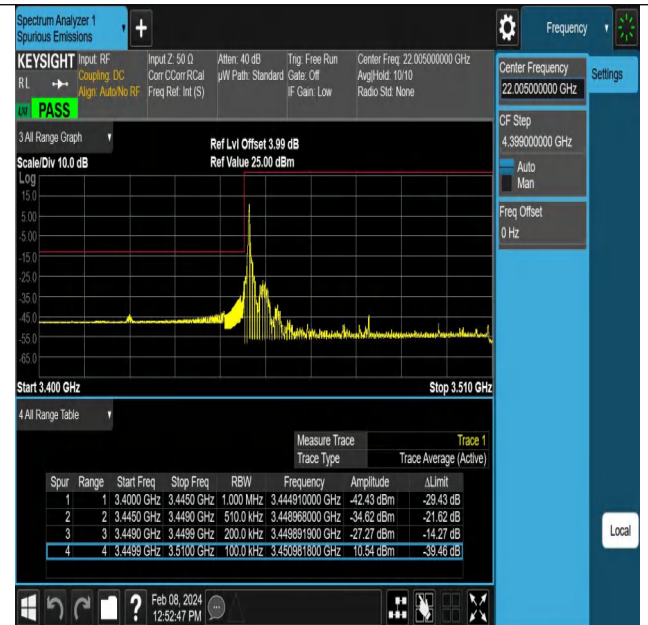 Spectrum Analyzer 1
Spurious Emissions
+
Frequency
KEYSIGHT
RL
Input: RF
Coupling: DC
Align: Auto/No RF
Input Z: 50 Ω
Corr CCorr RCal
Freq Ref: Int (S)
Atten: 40 dB
µW Path: Standard
Trig: Free Run
Gate: Off
IF Gain: Low
Center Freq: 22.005000000 GHz
Avg|Hold: 10/10
Radio Std: None
PASS
3 All Range Graph
Scale/Div 10.0 dB
Ref Lvl Offset 3.99 dB
Ref Value 25.00 dBm
Log
15.0
5.00
-5.00
-15.0
-25.0
-35.0
-45.0
-55.0
-65.0
Start 3.400 GHz
Stop 3.510 GHz
4 All Range Table
Measure Trace Trace 1
Trace Type Trace Average (Active)
Spur Range Start Freq Stop Freq RBW Frequency Amplitude ΔLimit
1 1 3.4000 GHz 3.4450 GHz 1.000 MHz 3.444910000 GHz -42.43 dBm -29.43 dB
2 2 3.4450 GHz 3.4490 GHz 510.0 kHz 3.448968000 GHz -34.62 dBm -21.62 dB
3 3 3.4490 GHz 3.4499 GHz 200.0 kHz 3.449891900 GHz -27.27 dBm -14.27 dB
4 4 3.4499 GHz 3.5100 GHz 100.0 kHz 3.450981800 GHz 10.54 dBm -39.46 dB
Center Frequency
22.005000000 GHz
Settings
CF Step
4.399000000 GHz
Auto
Man
Freq Offset
0 Hz
Local
?
Feb 08, 2024
12:52:47 PM